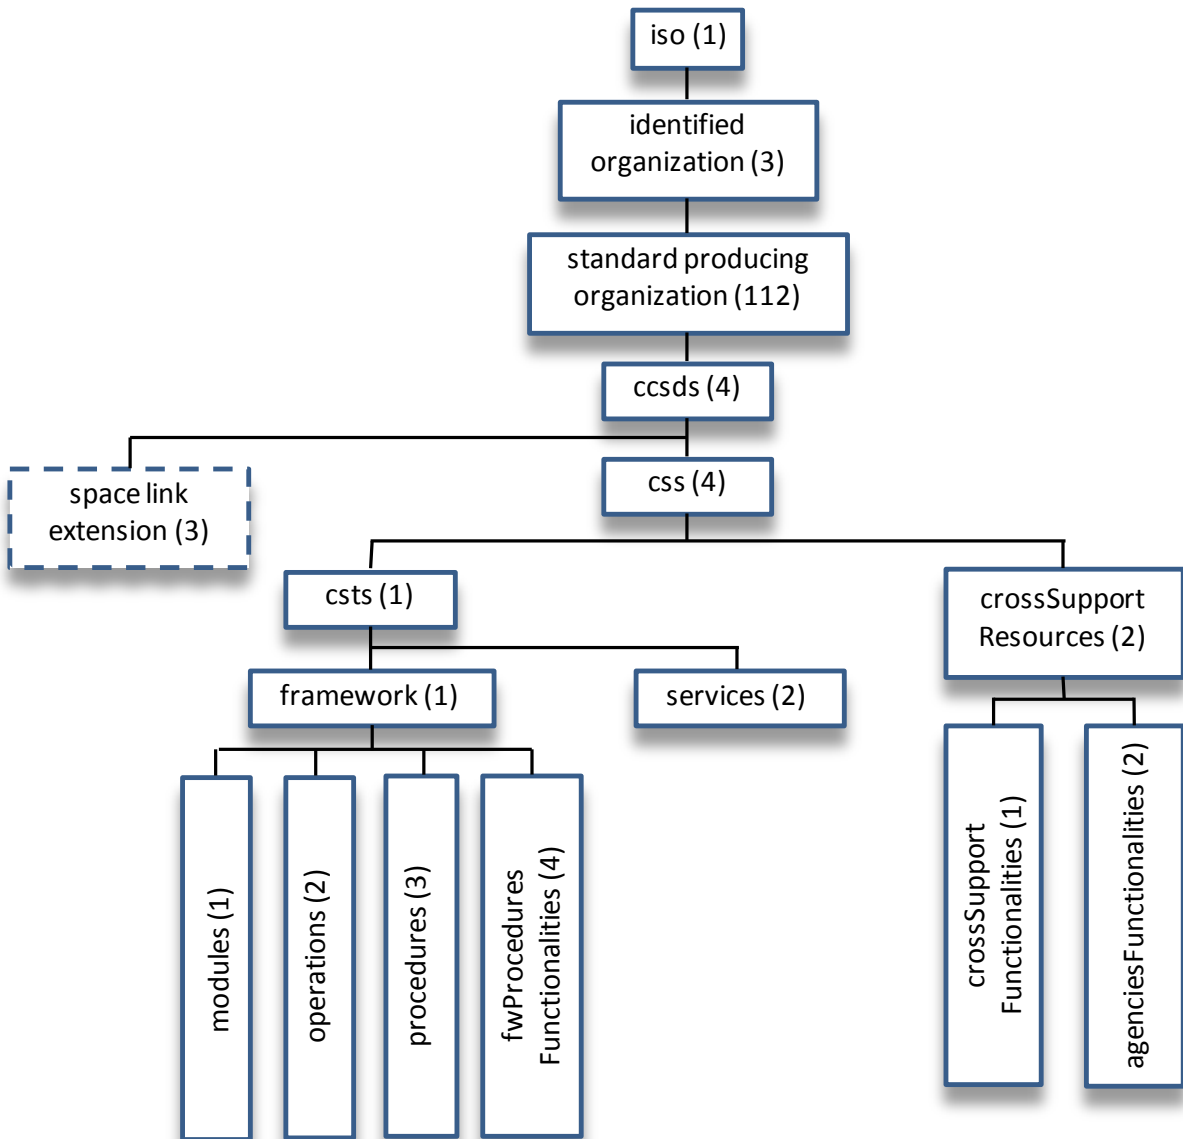 iso (1)
identified
organization (3)
standard producing
organization (112)
ccsds (4)
space link
extension (3)
css (4)
csts (1)
crossSupport
Resources (2)
framework (1)
services (2)
modules (1)
operations (2)
procedures (3)
fwProcedures
Functionalities (4)
crossSupport
Functionalities (1)
agenciesFunctionalities (2)